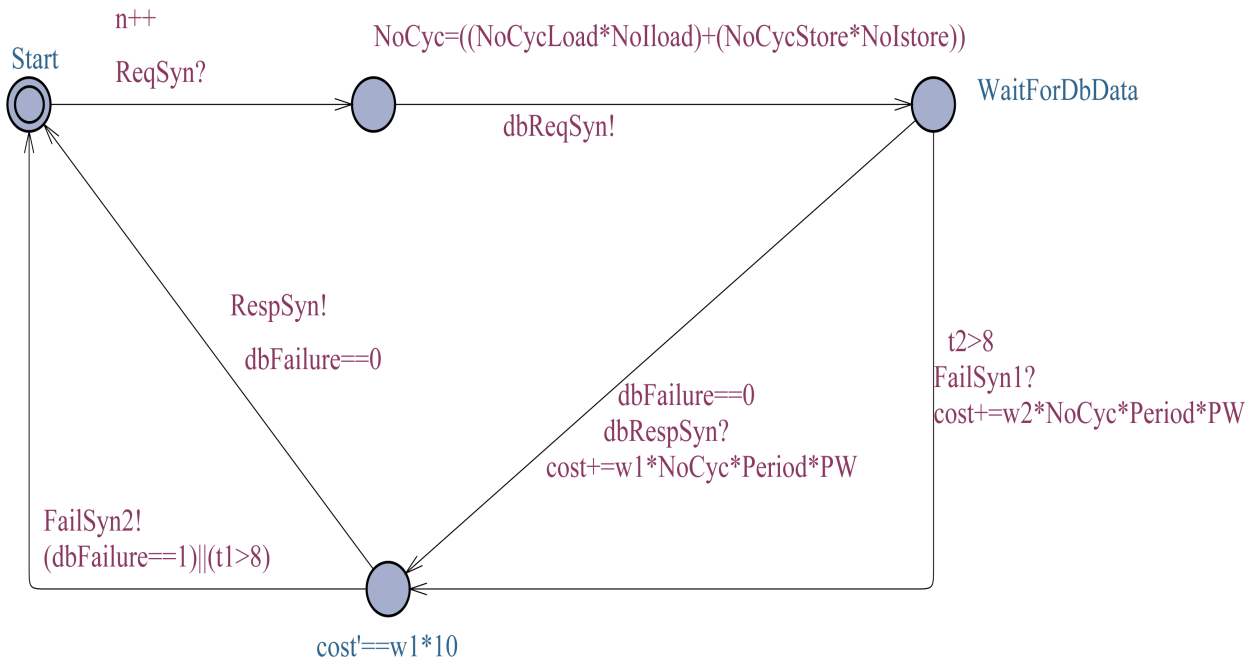 n++
NoCyc=((NoCycLoad*NoIload)+(NoCycStore*NoIstore))
Start
ReqSyn?
WaitForDbData
dbReqSyn!
RespSyn!
dbFailure==0
t2>8
FailSyn1?
cost+=w2*NoCyc*Period*PW
dbFailure==0
dbRespSyn?
cost+=w1*NoCyc*Period*PW
FailSyn2!
(dbFailure==1)||(t1>8)
cost'==w1*10